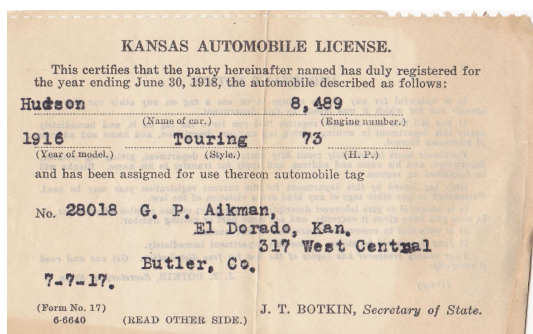 KANSAS AUTOMOBILE LICENSE.
This certifies that the party hereinafter named has duly registered for
the year ending June 30, 1918, the automobile described as follows:
Hudson 8,489
(Name of car.) (Engine number.)
1916 Touring 73
(Year of model.) (Style.) (H. P.)
and has been assigned for use thereon automobile tag
No. 28018 G. P. Aikman,
El Dorado, Kan.
317 West Central
Butler, Co.
7-7-17.
(Form No. 17)
6-6640 (READ OTHER SIDE.) J. T. BOTKIN, Secretary of State.